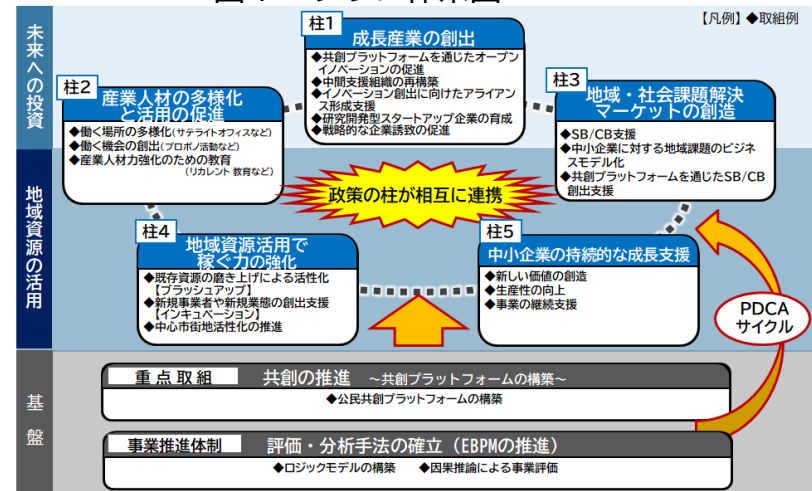 【凡例】◆取組例
未来への投資
地域資源の活用
基盤
柱1
成長産業の創出
◆共創プラットフォームを通じたオープン
イノベーションの促進
◆中間支援組織の再構築
◆イノベーション創出に向けたアライアン
ス形成支援
◆研究開発型スタートアップ企業の育成
◆戦略的な企業誘致の促進
柱2
産業人材の多様化
と活用の促進
◆働く場所の多様化(サテライトオフィスなど)
◆働く機会の創出(プロボノ活動など)
◆産業人材力強化のための教育
(リカレント教育など)
柱3
地域・社会課題解決
マーケットの創造
◆SB/CB支援
◆中小企業に対する地域課題のビジネ
スモデル化
◆共創プラットフォームを通じたSB/CB
創出支援
政策の柱が相互に連携
柱4
地域資源活用で
稼ぐ力の強化
◆既存資源の磨き上げによる活性化
【ブラッシュアップ】
◆新規事業者や新規業態の創出支援
【インキュベーション】
◆中心市街地活性化の推進
柱5
中小企業の持続的な成長支援
◆新しい価値の創造
◆生産性の向上
◆事業の継続支援
PDCA
サイクル
重点取組 共創の推進 ～共創プラットフォームの構築～
◆公民共創プラットフォームの構築
事業推進体制 評価・分析手法の確立（EBPMの推進）
◆ロジックモデルの構築 ◆因果推論による事業評価